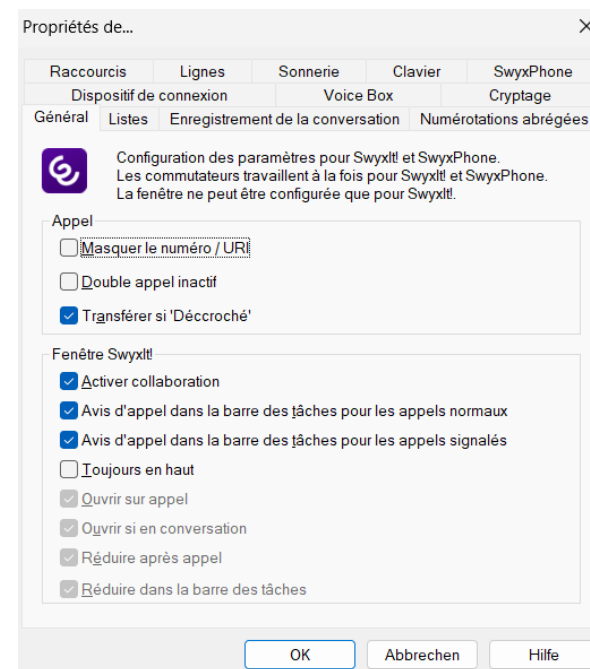 Propriétés de...
Raccourcis Lignes Sonnerie Clavier SwyxPhone
Dispositif de connexion Voice Box Cryptage
Général Listes Enregistrement de la conversation Numérotations abrégées
Configuration des paramètres pour SwyxIt! et SwyxPhone.
Les commutateurs travaillent à la fois pour SwyxIt! et SwyxPhone.
La fenêtre ne peut être configurée que pour SwyxIt!.
Appel
Masquer le numéro / URI
Double appel inactif
Transférer si 'Déccroché'
Fenêtre SwyxIt!
Activer collaboration
Avis d'appel dans la barre des tâches pour les appels normaux
Avis d'appel dans la barre des tâches pour les appels signalés
Toujours en haut
Ouvrir sur appel
Ouvrir si en conversation
Réduire après appel
Réduire dans la barre des tâches
OK Abbrechen Hilfe